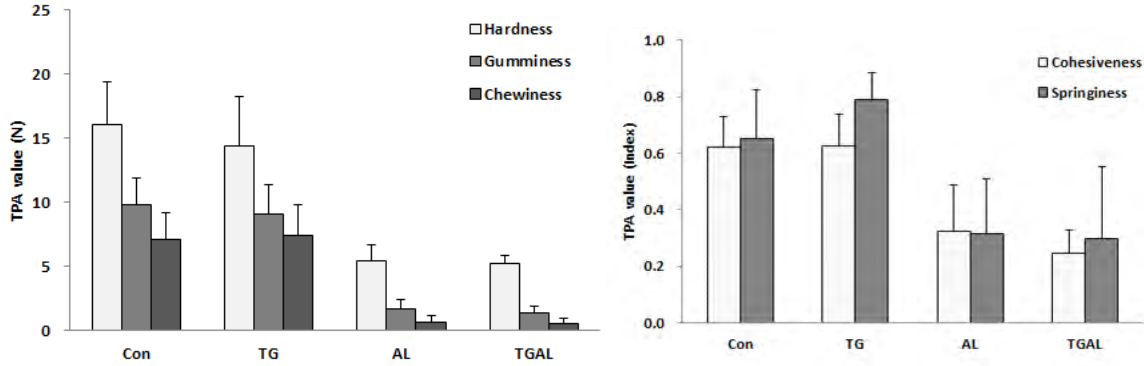 25
20
15
10
5
0
TPA value (N)
Hardness
Gumminess
Chewiness
Con TG AL TGAL
1.0
0.8
0.6
0.4
0.2
0.0
TPA value (Index)
Cohesiveness
Springiness
Con TG AL TGAL